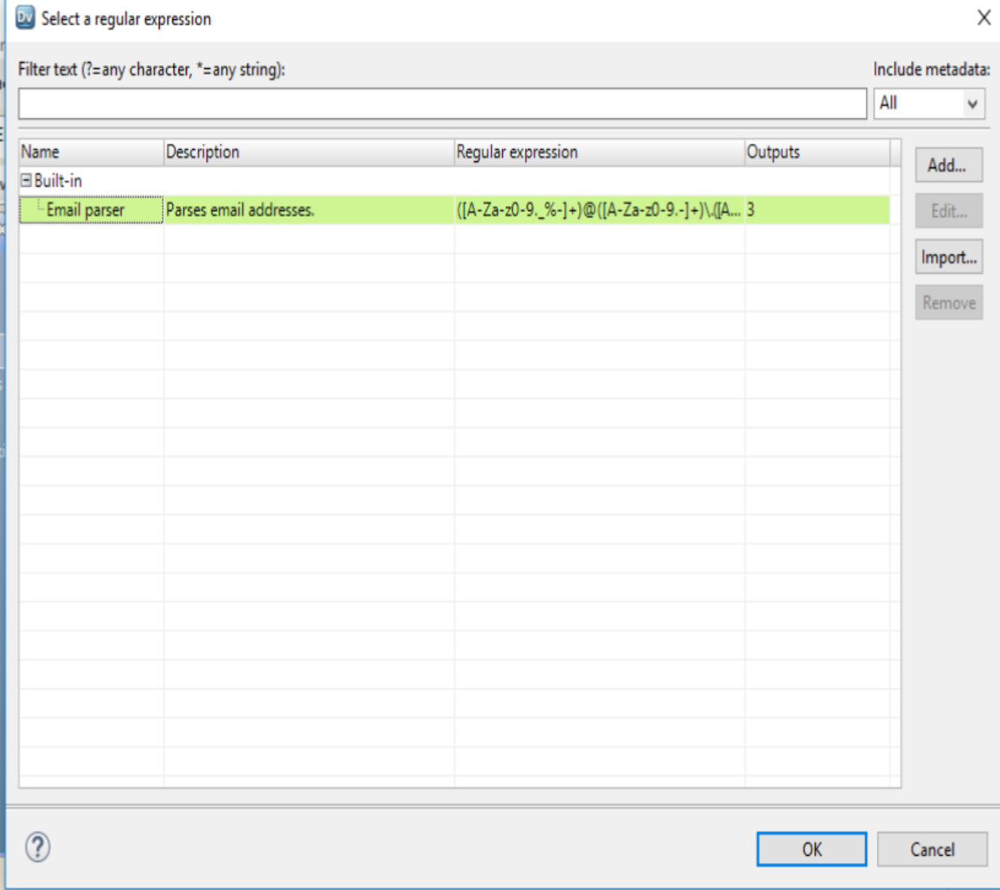 Dv Select a regular expression
Filter text (?=any character, *=any string): Include metadata:
All
Name Description Regular expression Outputs
Built-in
Email parser Parses email addresses. ([A-Za-z0-9._%-]+)@([A-Za-z0-9.-]+)\.([A... 3
Add...
Edit...
Import...
Remove
?
OK Cancel